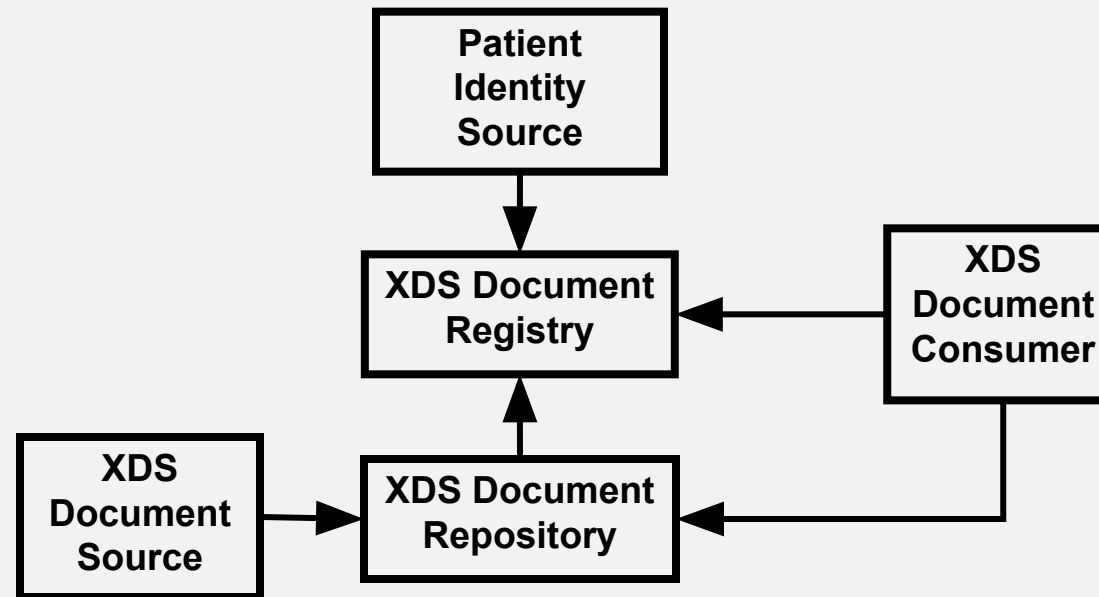 Patient
Identity
Source
XDS Document
Registry
XDS
Document
Consumer
XDS
Document
Source
XDS Document
Repository